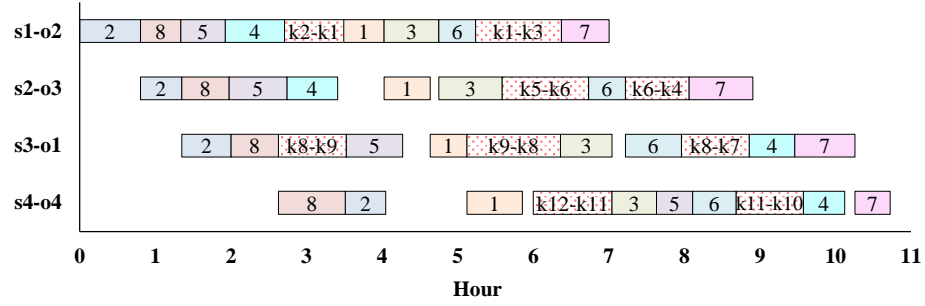 s1-o2 2 8 5 4 k2-k1 1 3 6 k1-k3 7
s2-o3 2 8 5 4 1 3 k5-k6 6 k6-k4 7
s3-o1 2 8 k8-k9 5 1 k9-k8 3 6 k8-k7 4 7
s4-o4 8 2 1 k12-k11 3 5 6 k11-k10 4 7
0 1 2 3 4 5 6 7 8 9 10 11
Hour